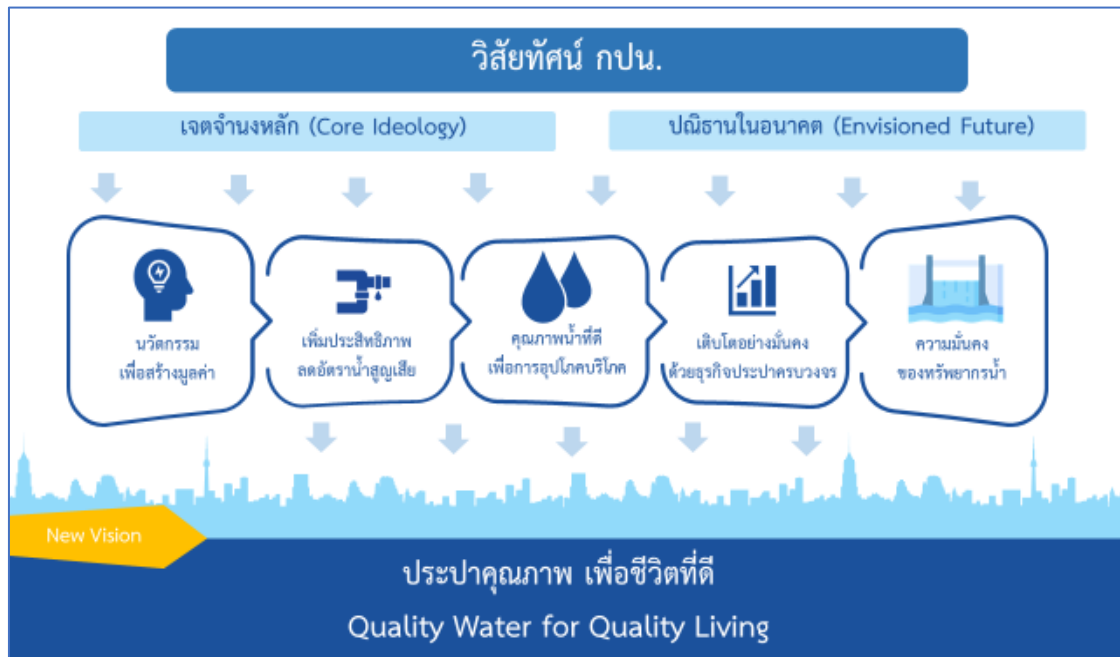 วิสัยทัศน์ กปน.
เจตจำนงหลัก (Core Ideology)
ปณิธานในอนาคต (Envisioned Future)
นวัตกรรม
เพื่อสร้างมูลค่า
เพิ่มประสิทธิภาพ
ลดอัตราน้ำสูญเสีย
คุณภาพน้ำที่ดี
เพื่อการอุปโภคบริโภค
เติบโตอย่างมั่นคง
ด้วยธุรกิจประปาครบวงจร
ความมั่นคง
ของทรัพยากรน้ำ
New Vision
ประปาคุณภาพ เพื่อชีวิตที่ดี
Quality Water for Quality Living